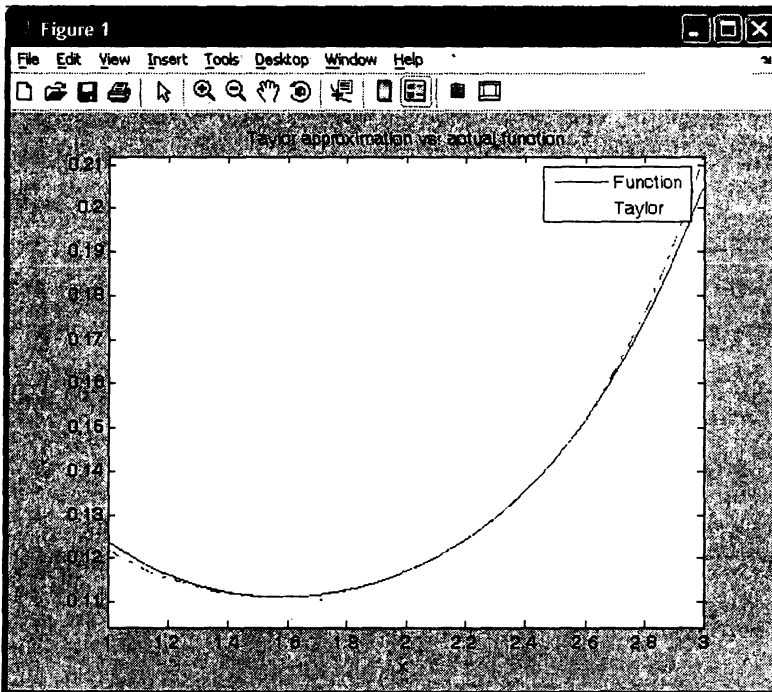 Figure 1
File Edit View Insert Tools Desktop Window Help
Taylor approximation vs. actual function
Function
Taylor
0.21
0.2
0.19
0.18
0.17
0.16
0.15
0.14
0.13
0.12
0.11
1 1.2 1.4 1.6 1.8 2 2.2 2.4 2.6 2.8 3
x